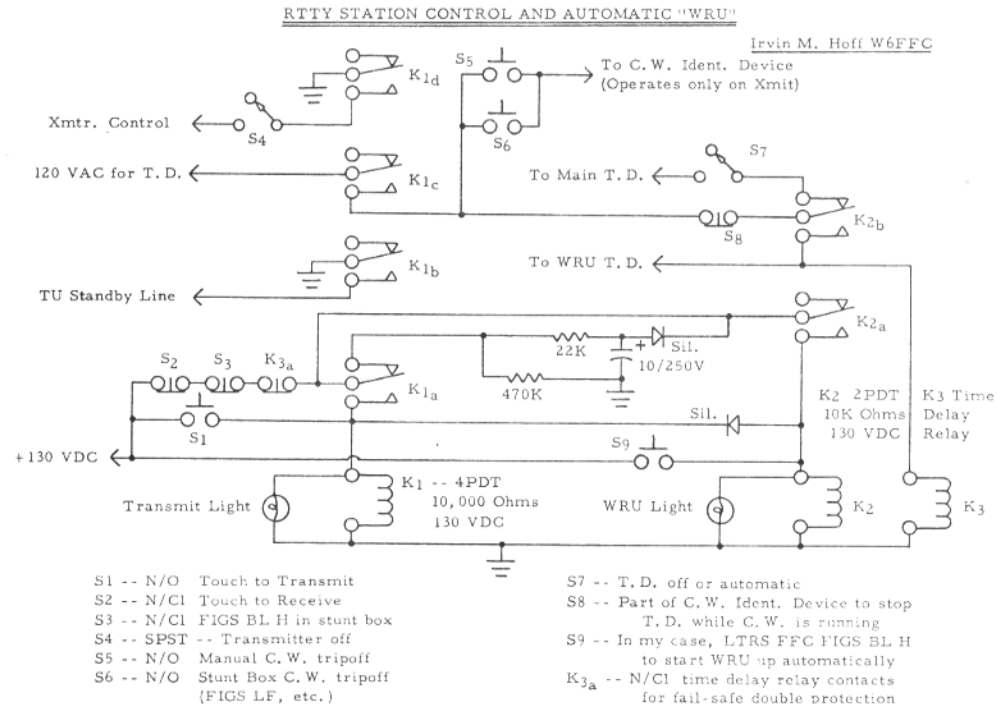 RTTY STATION CONTROL AND AUTOMATIC "WRU"
Irvin M. Hoff W6FFC
K1d
S5
To C.W. Ident. Device
(Operates only on Xmit)
Xmtr. Control
S4
S6
S7
120 VAC for T.D.
K1c
To Main T.D.
S8
K2b
K1b
To WRU T.D.
TU Standby Line
K2a
22K
+
Sil.
10/250V
S2
S3
K3a
470K
K1a
Sil.
K2 2PDT
10K Ohms
130 VDC
K3 Time
Delay
Relay
S1
S9
+130 VDC
K1 -- 4PDT
10,000 Ohms
130 VDC
Transmit Light
WRU Light
K2
K3
S1 -- N/O Touch to Transmit
S2 -- N/Cl Touch to Receive
S3 -- N/Cl FIGS BL H in stunt box
S4 -- SPST -- Transmitter off
S5 -- N/O Manual C.W. tripoff
S6 -- N/O Stunt Box C.W. tripoff
(FIGS LF, etc.)
S7 -- T.D. off or automatic
S8 -- Part of C.W. Ident. Device to stop
T.D. while C.W. is running
S9 -- In my case, LTRS FFC FIGS BL H
to start WRU up automatically
K3a -- N/Cl time delay relay contacts
for fail-safe double protection